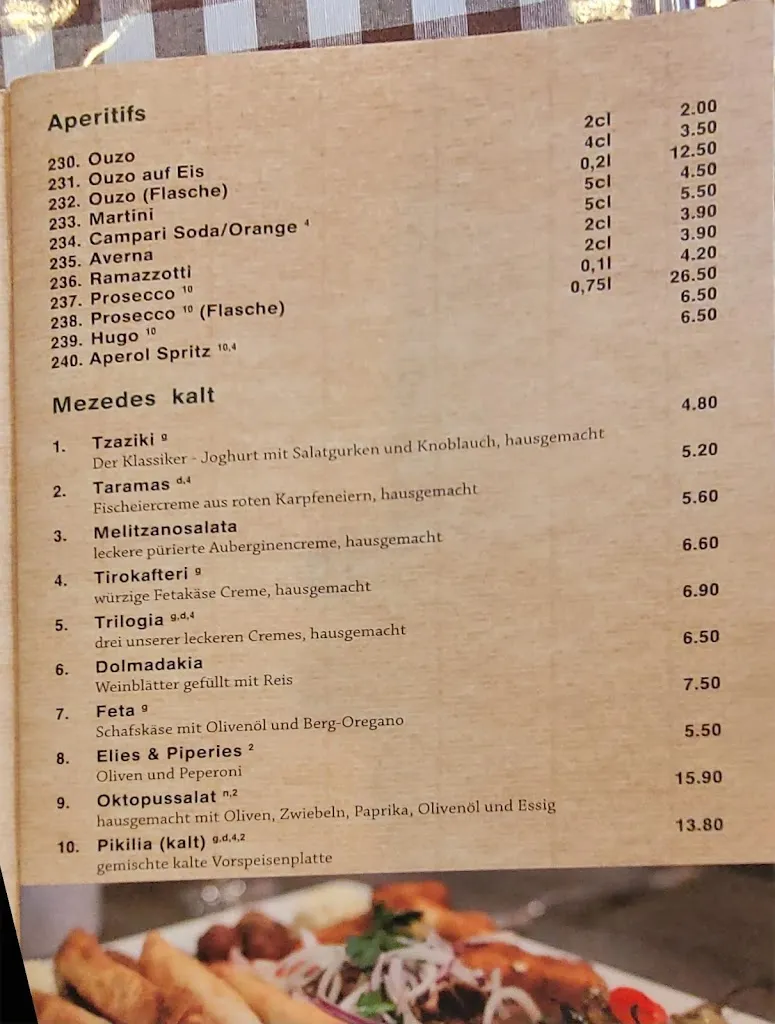 Aperitifs
230. Ouzo 2cl 2.00
231. Ouzo auf Eis 4cl 3.50
232. Ouzo (Flasche) 0,2l 12.50
233. Martini 5cl 4.50
234. Campari Soda/Orange 4 5cl 5.50
235. Averna 2cl 3.90
236. Ramazzotti 2cl 3.90
237. Prosecco 10 0,1l 4.20
238. Prosecco 10 (Flasche) 0,75l 26.50
239. Hugo 10 6.50
240. Aperol Spritz 10,4 6.50
Mezedes kalt
1. Tzaziki g 4.80
Der Klassiker - Joghurt mit Salatgurken und Knoblauch, hausgemacht
2. Taramas d,4 5.20
Fischeiercreme aus roten Karpfeneiern, hausgemacht
3. Melitzanosalata 5.60
leckere pürierte Auberginencreme, hausgemacht
4. Tirokafteri g 6.60
würzige Fetakäse Creme, hausgemacht
5. Trilogia g,d,4 6.90
drei unserer leckeren Cremes, hausgemacht
6. Dolmadakia 6.50
Weinblätter gefüllt mit Reis
7. Feta g 7.50
Schafskäse mit Olivenöl und Berg-Oregano
8. Elies & Piperies 2 5.50
Oliven und Peperoni
9. Oktopussalat n,2 15.90
hausgemacht mit Oliven, Zwiebeln, Paprika, Olivenöl und Essig
10. Pikilia (kalt) g,d,4,2 13.80
gemischte kalte Vorspeisenplatte